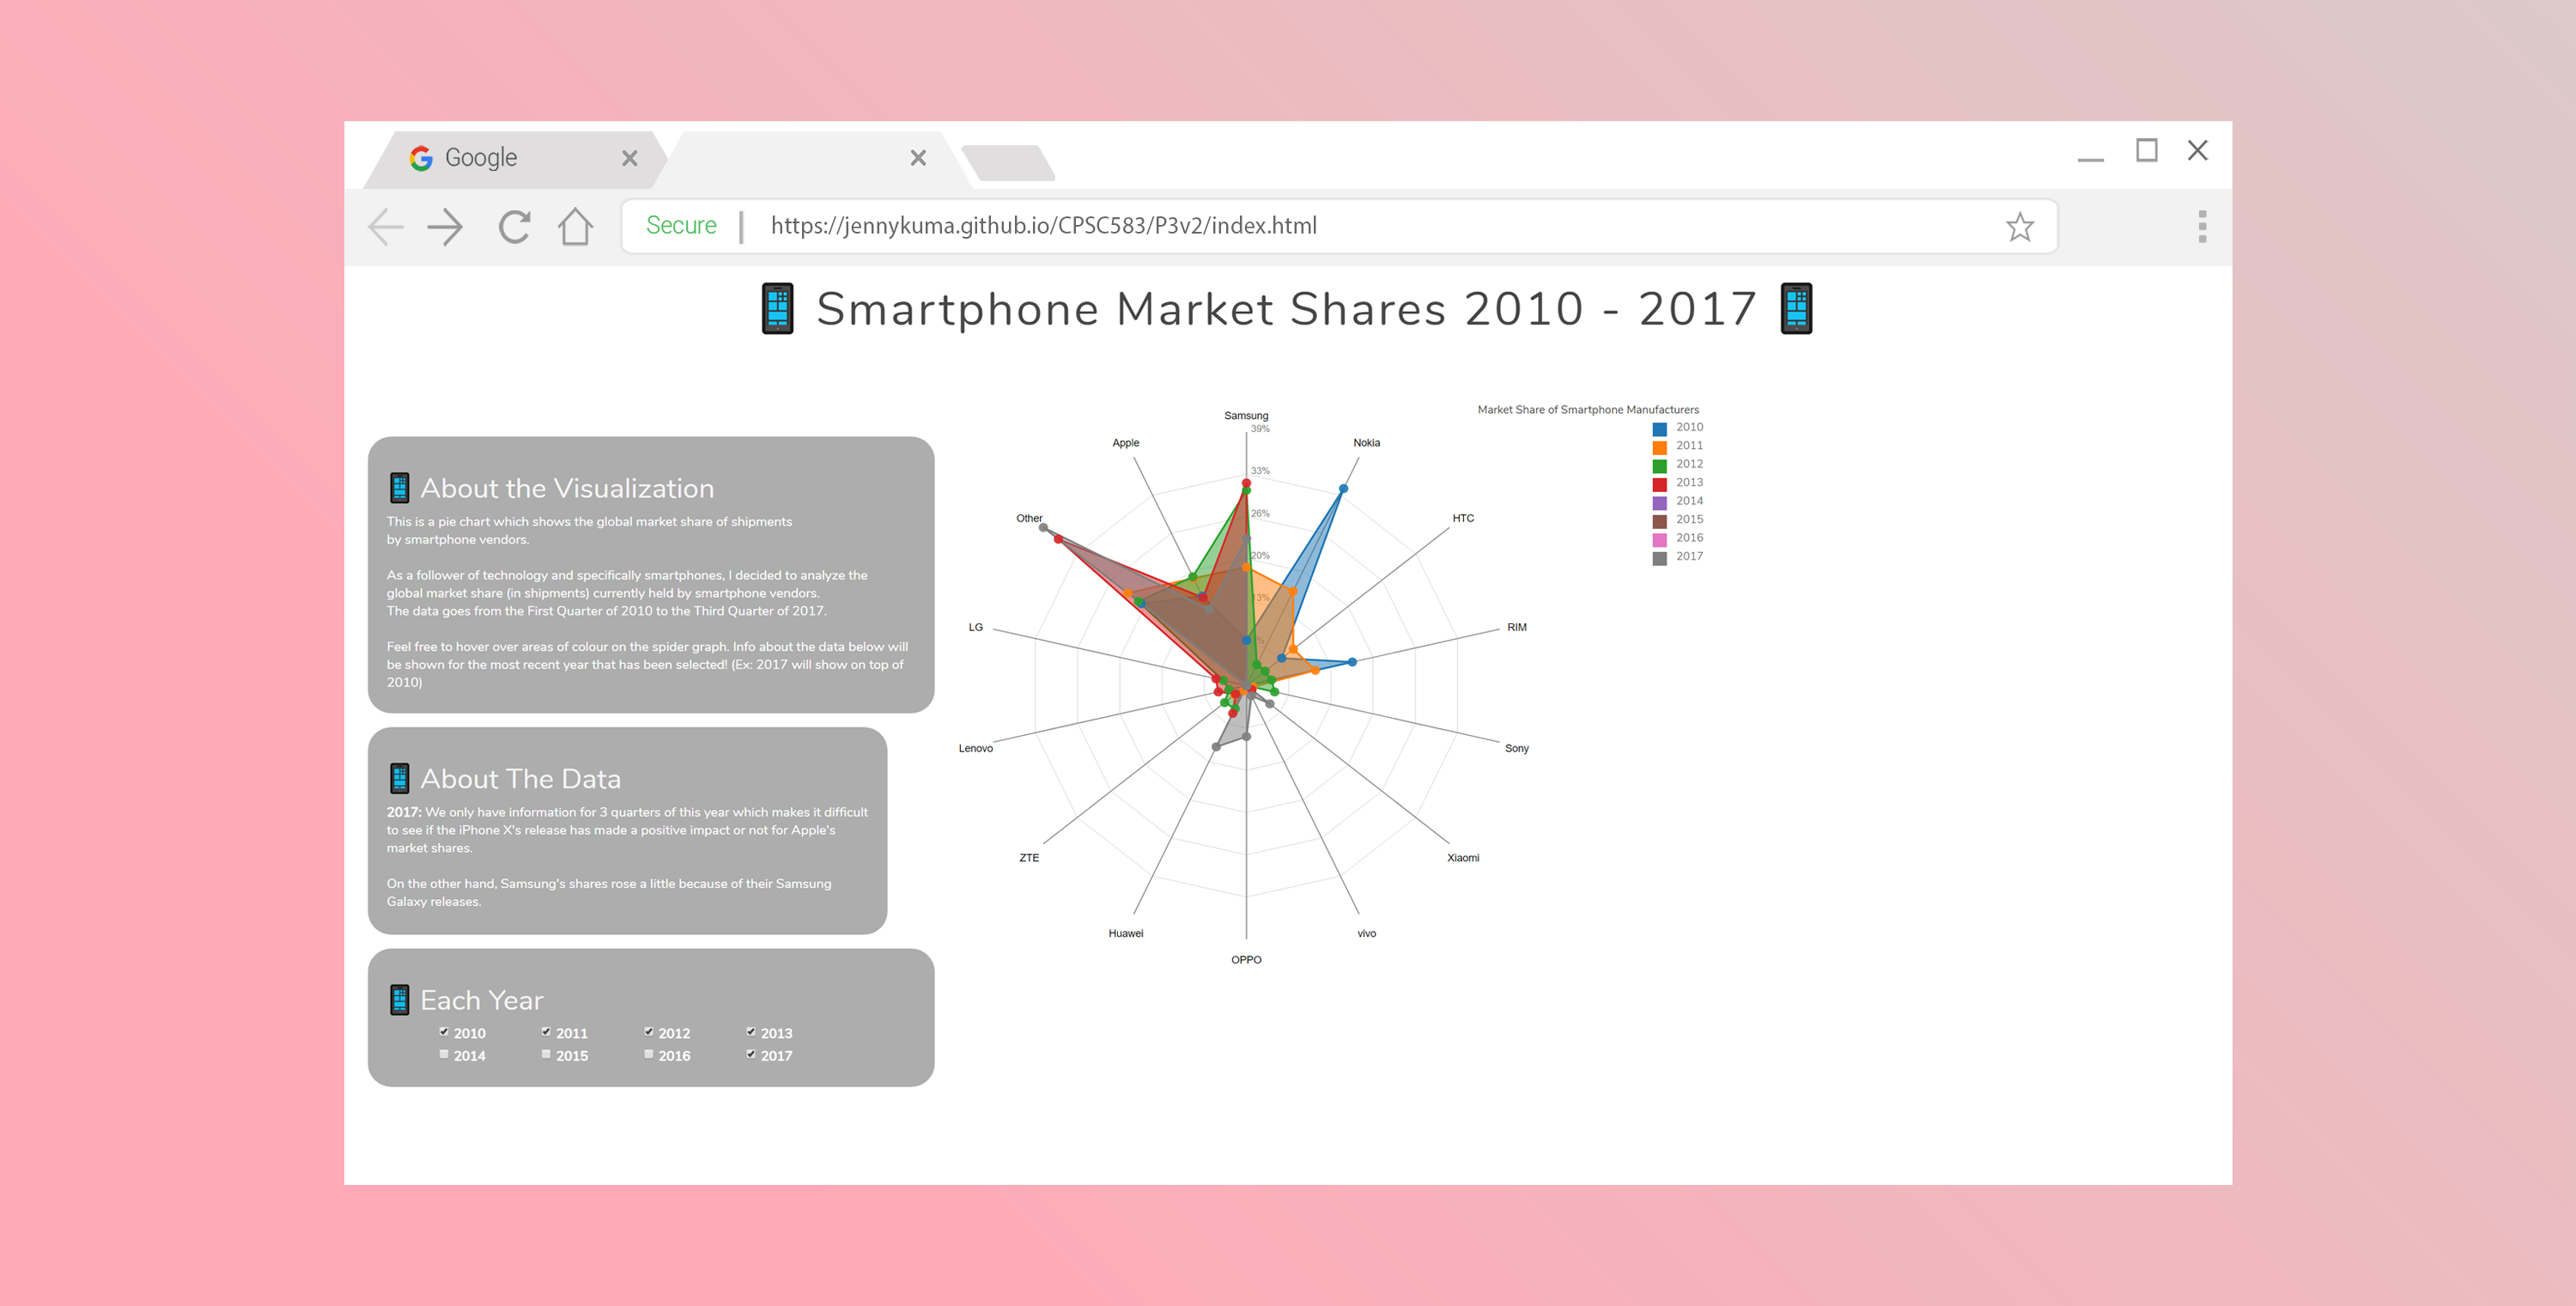 Google
Secure | https://jennykuma.github.io/CPSC583/P3v2/index.html
Smartphone Market Shares 2010 - 2017
About the Visualization
This is a pie chart which shows the global market share of shipments
by smartphone vendors.
As a follower of technology and specifically smartphones, I decided to analyze the
global market share (in shipments) currently held by smartphone vendors.
The data goes from the First Quarter of 2010 to the Third Quarter of 2017.
Feel free to hover over areas of colour on the spider graph. Info about the data below will
be shown for the most recent year that has been selected! (Ex: 2017 will show on top of
2010)
About The Data
2017: We only have information for 3 quarters of this year which makes it difficult
to see if the iPhone X's release has made a positive impact or not for Apple's
market shares.
On the other hand, Samsung's shares rose a little because of their Samsung
Galaxy releases.
Each Year
2010 2011 2012 2013
2014 2015 2016 2017
Samsung
39%
33%
26%
20%
13%
Nokia
HTC
RIM
Sony
Xiaomi
vivo
OPPO
Huawei
ZTE
Lenovo
LG
Other
Apple
Market Share of Smartphone Manufacturers
2010
2011
2012
2013
2014
2015
2016
2017